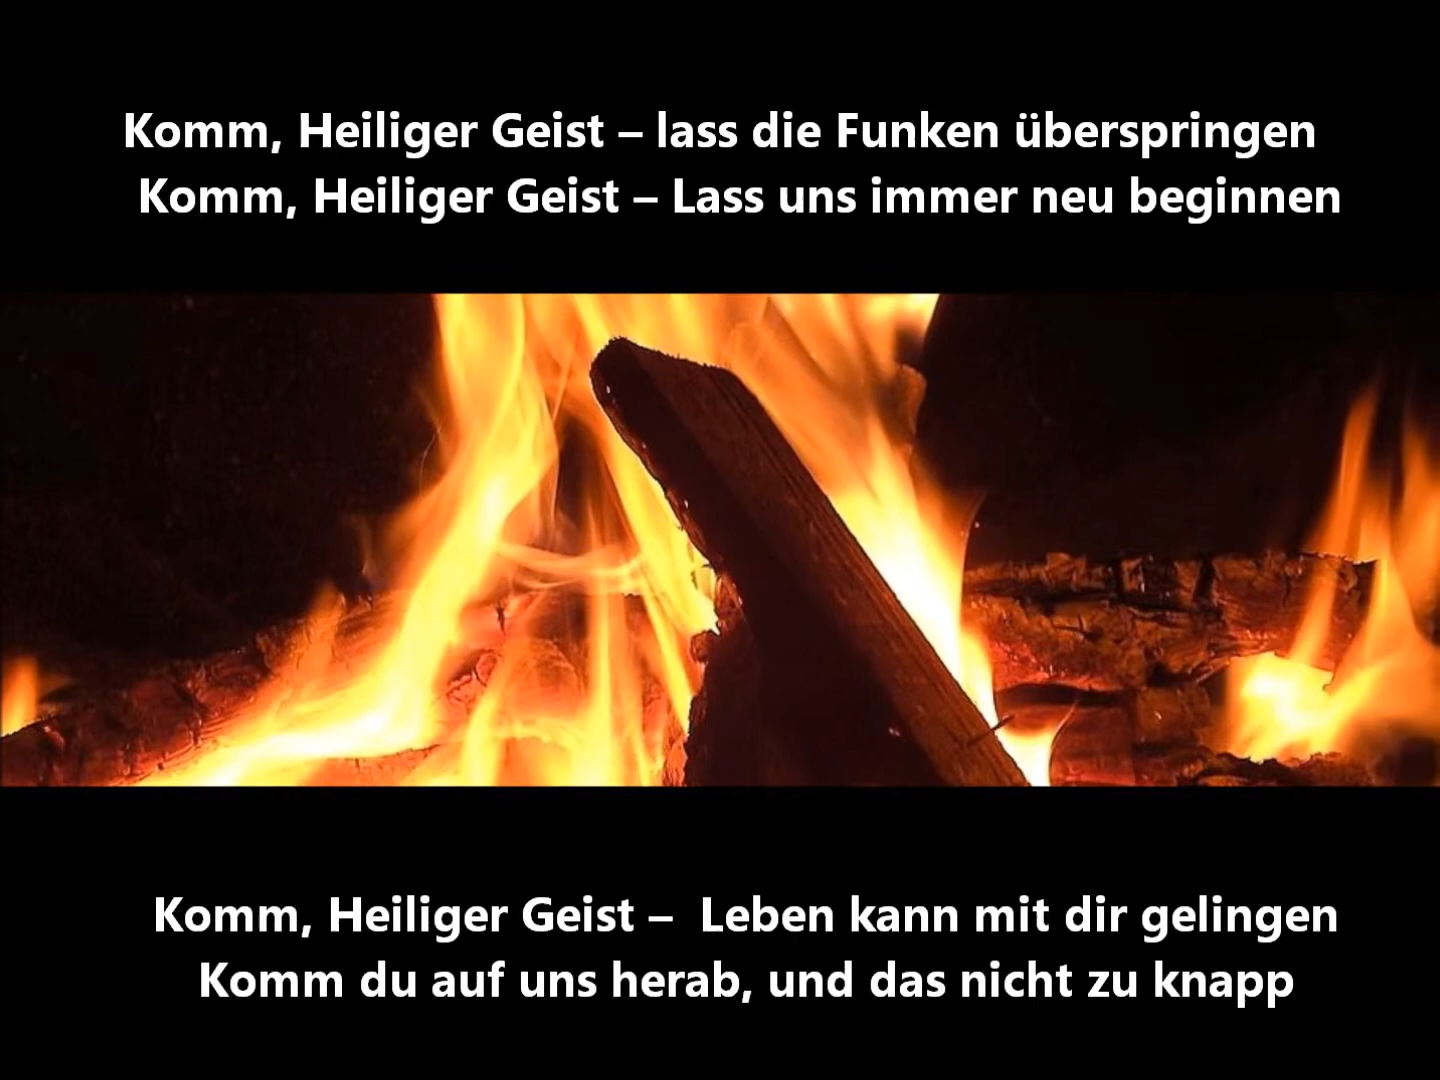 Komm, Heiliger Geist – lass die Funken überspringen
Komm, Heiliger Geist – Lass uns immer neu beginnen
Komm, Heiliger Geist –  Leben kann mit dir gelingen
Komm du auf uns herab, und das nicht zu knapp